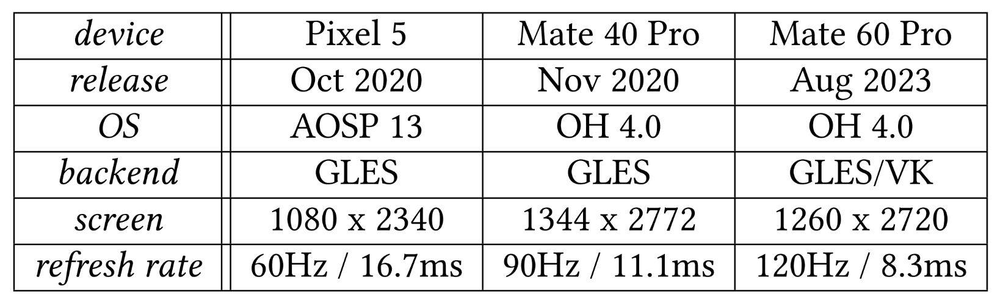 device Pixel 5 Mate 40 Pro Mate 60 Pro
release Oct 2020 Nov 2020 Aug 2023
OS AOSP 13 OH 4.0 OH 4.0
backend GLES GLES GLES/VK
screen 1080 x 2340 1344 x 2772 1260 x 2720
refresh rate 60Hz / 16.7ms 90Hz / 11.1ms 120Hz / 8.3ms